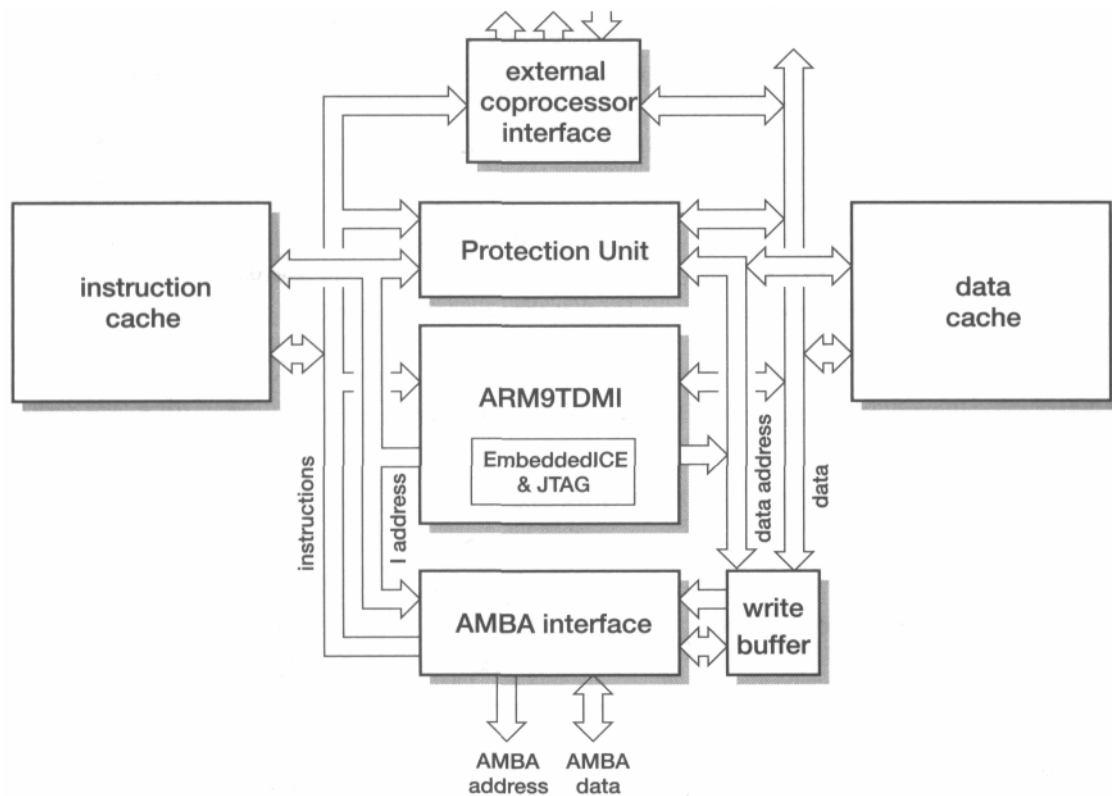 external
coprocessor
interface
Protection Unit
instruction
cache
data
cache
ARM9TDMI
EmbeddedICE
& JTAG
instructions
I address
data address
data
AMBA interface
write
buffer
AMBA
address
AMBA
data